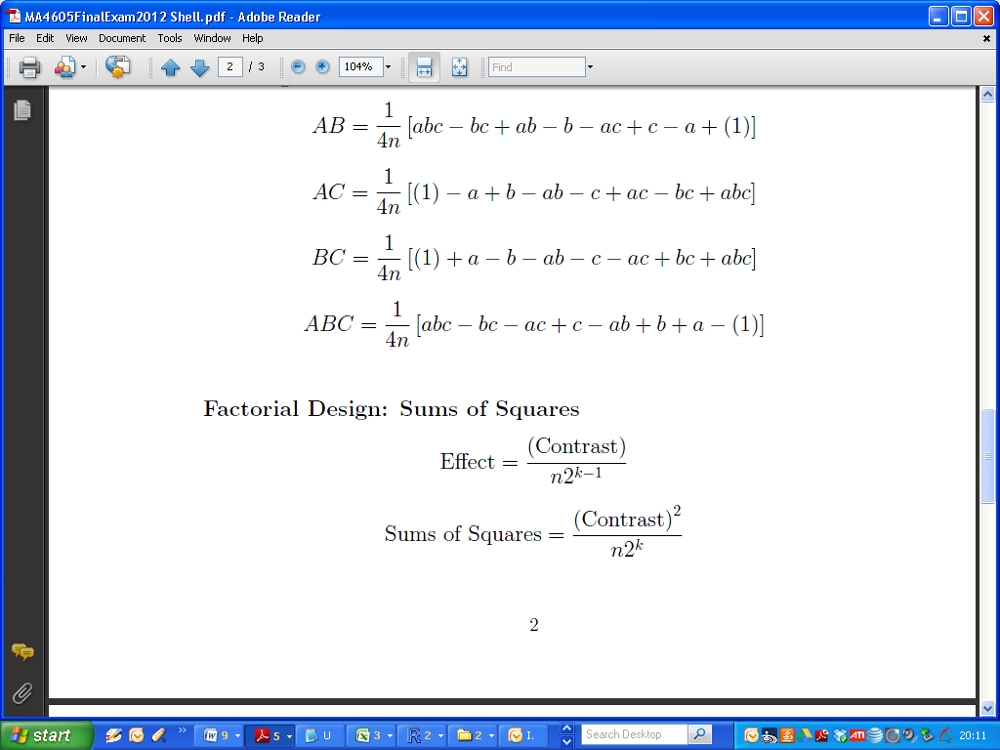 MA4605FinalExam2012 Shell.pdf - Adobe Reader
File Edit View Document Tools Window Help
2 / 3 104% Find
AB = \frac{1}{4n} [abc − bc + ab − b − ac + c − a + (1)]
AC = \frac{1}{4n} [(1) − a + b − ab − c + ac − bc + abc]
BC = \frac{1}{4n} [(1) + a − b − ab − c − ac + bc + abc]
ABC = \frac{1}{4n} [abc − bc − ac + c − ab + b + a − (1)]
Factorial Design: Sums of Squares
Effect = \frac{(Contrast)}{n2^{k−1}}
Sums of Squares = \frac{(Contrast)^2}{n2^k}
2
start 9 5 U 3 R 2 2 I. Search Desktop ATI 20:11